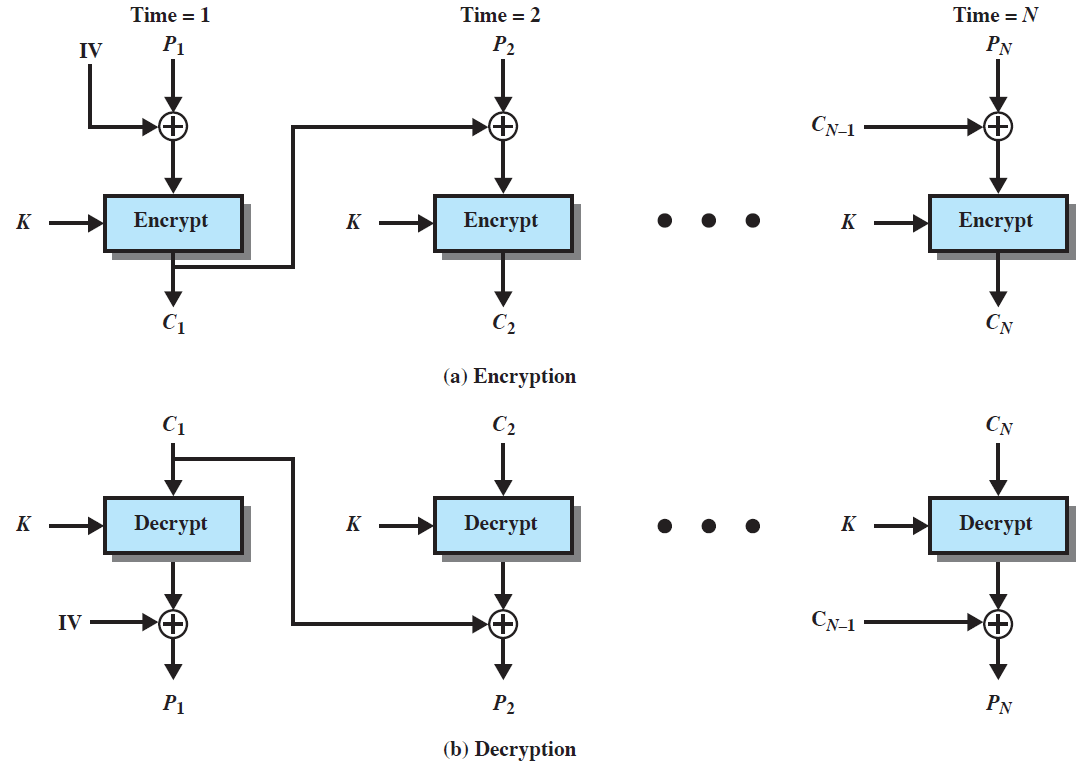 Time = 1 Time = 2 Time = N
IV P1 P2 PN
CN–1
K Encrypt K Encrypt K Encrypt
C1 C2 CN
(a) Encryption
C1 C2 CN
K Decrypt K Decrypt K Decrypt
IV CN–1
P1 P2 PN
(b) Decryption